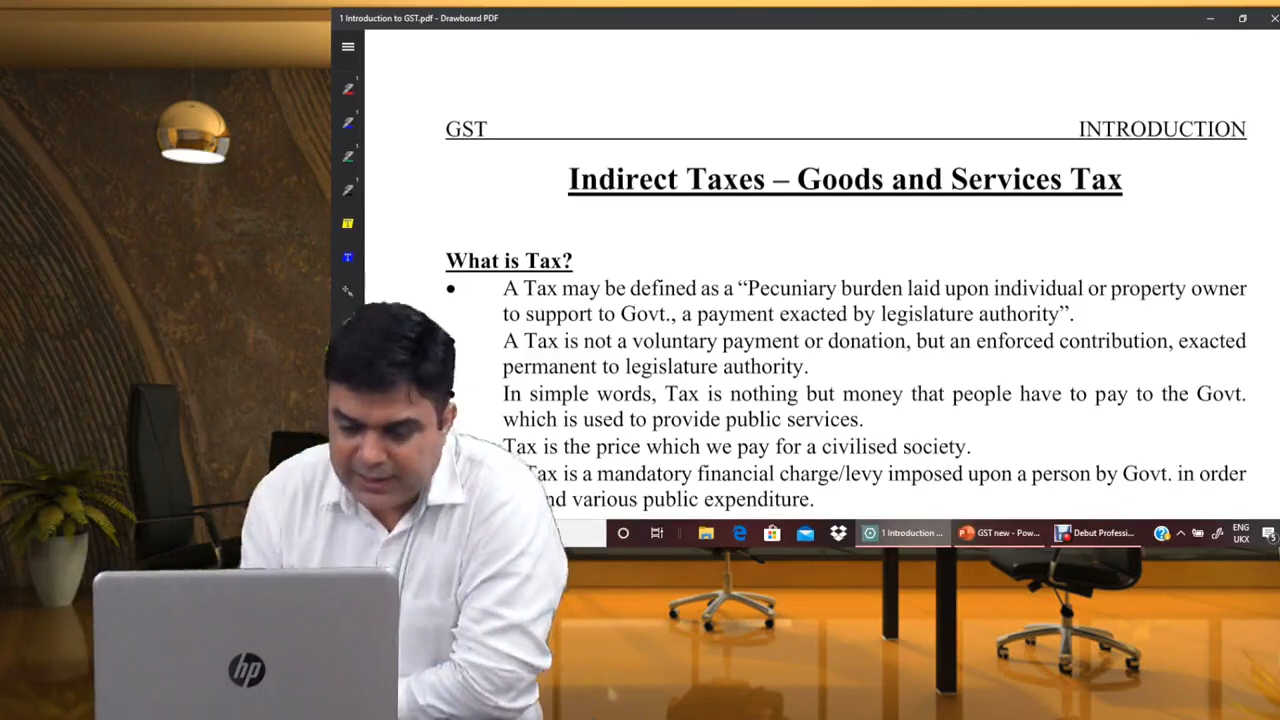 1 Introduction to GST.pdf - Drawboard PDF
GST INTRODUCTION
Indirect Taxes – Goods and Services Tax
What is Tax?
• A Tax may be defined as a “Pecuniary burden laid upon individual or property owner
to support to Govt., a payment exacted by legislature authority”.
A Tax is not a voluntary payment or donation, but an enforced contribution, exacted
permanent to legislature authority.
In simple words, Tax is nothing but money that people have to pay to the Govt.
which is used to provide public services.
Tax is the price which we pay for a civilised society.
Tax is a mandatory financial charge/levy imposed upon a person by Govt. in order
various public expenditure.
1 Introduction ... GST new - Pow... Debut Professi... ENG
UKX
hp